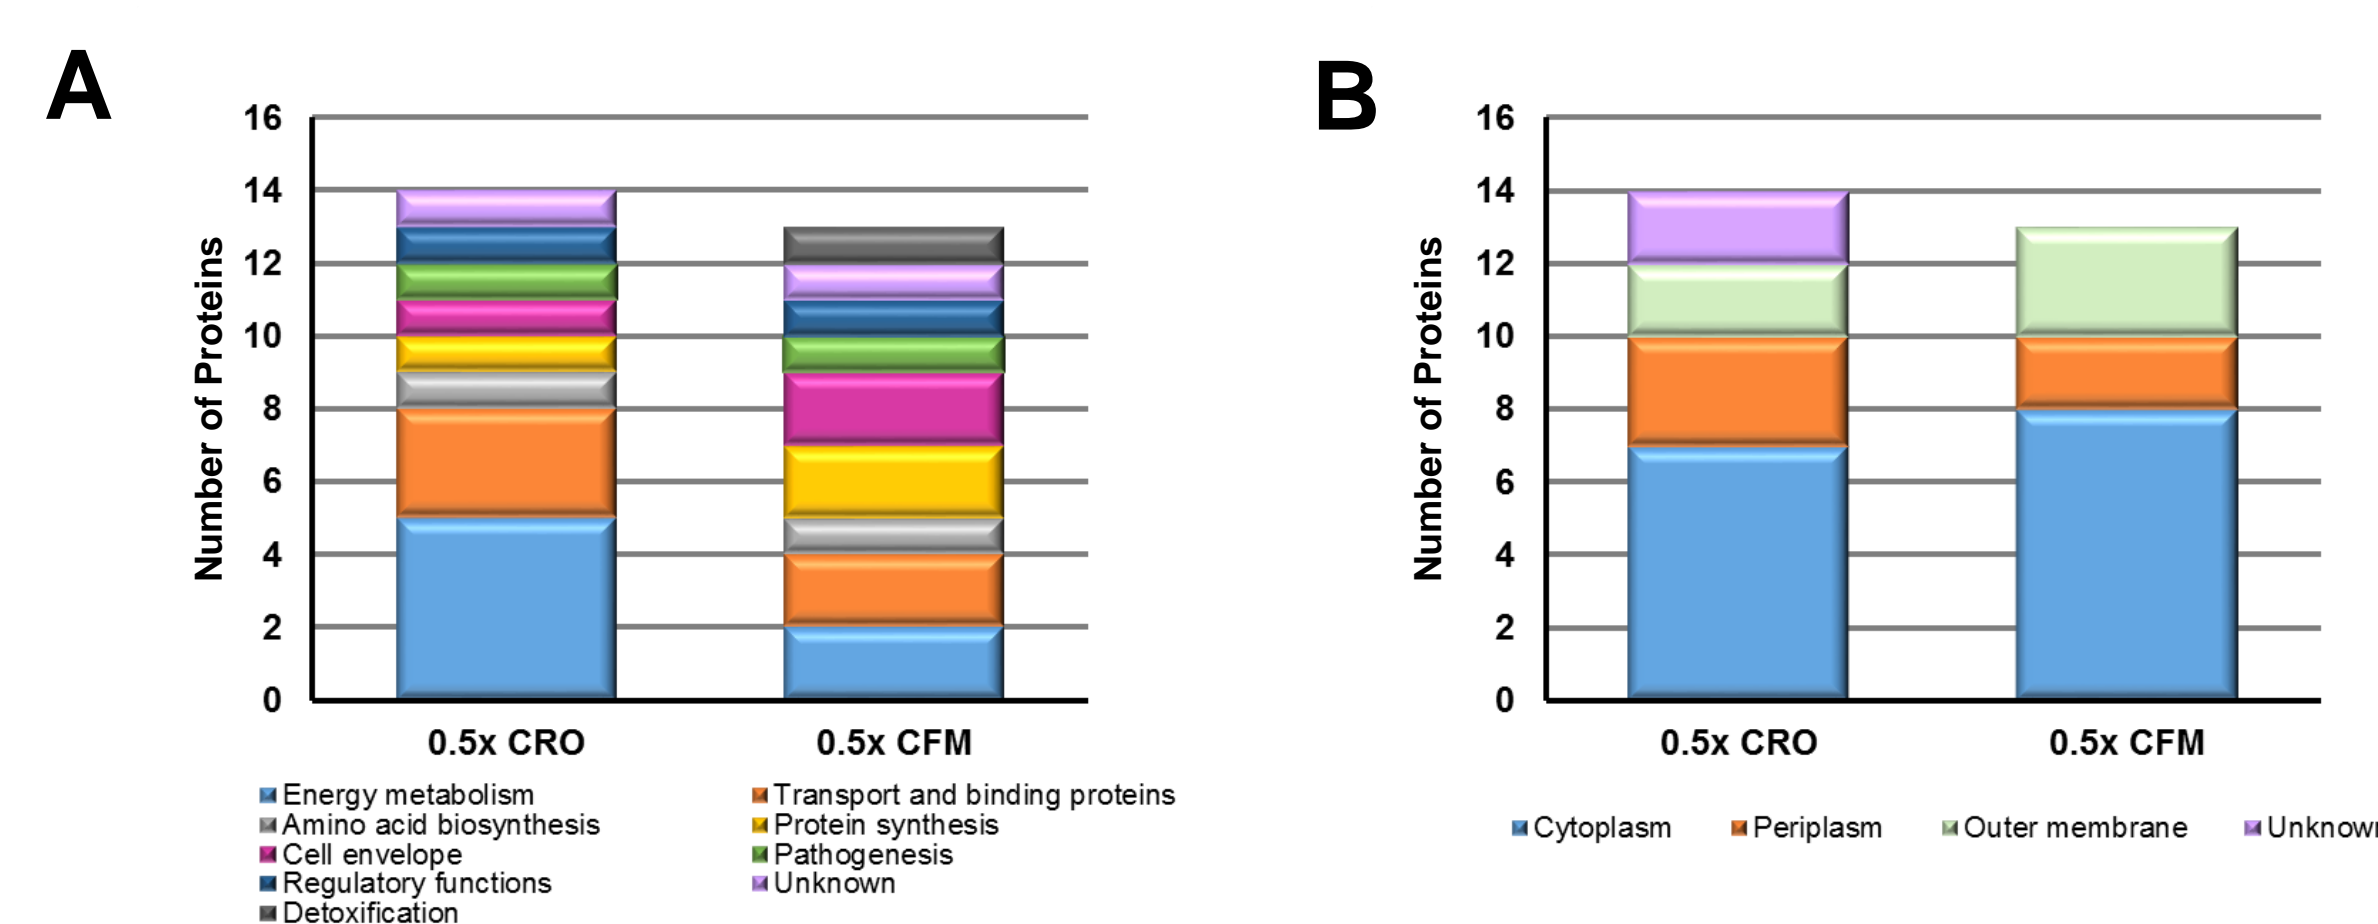 A
B
Number of Proteins
16
14
12
10
8
6
4
2
0
0.5x CRO 0.5x CFM
Energy metabolism Transport and binding proteins
Amino acid biosynthesis Protein synthesis
Cell envelope Pathogenesis
Regulatory functions Unknown
Detoxification
Number of Proteins
16
14
12
10
8
6
4
2
0
0.5x CRO 0.5x CFM
Cytoplasm Periplasm Outer membrane Unknown